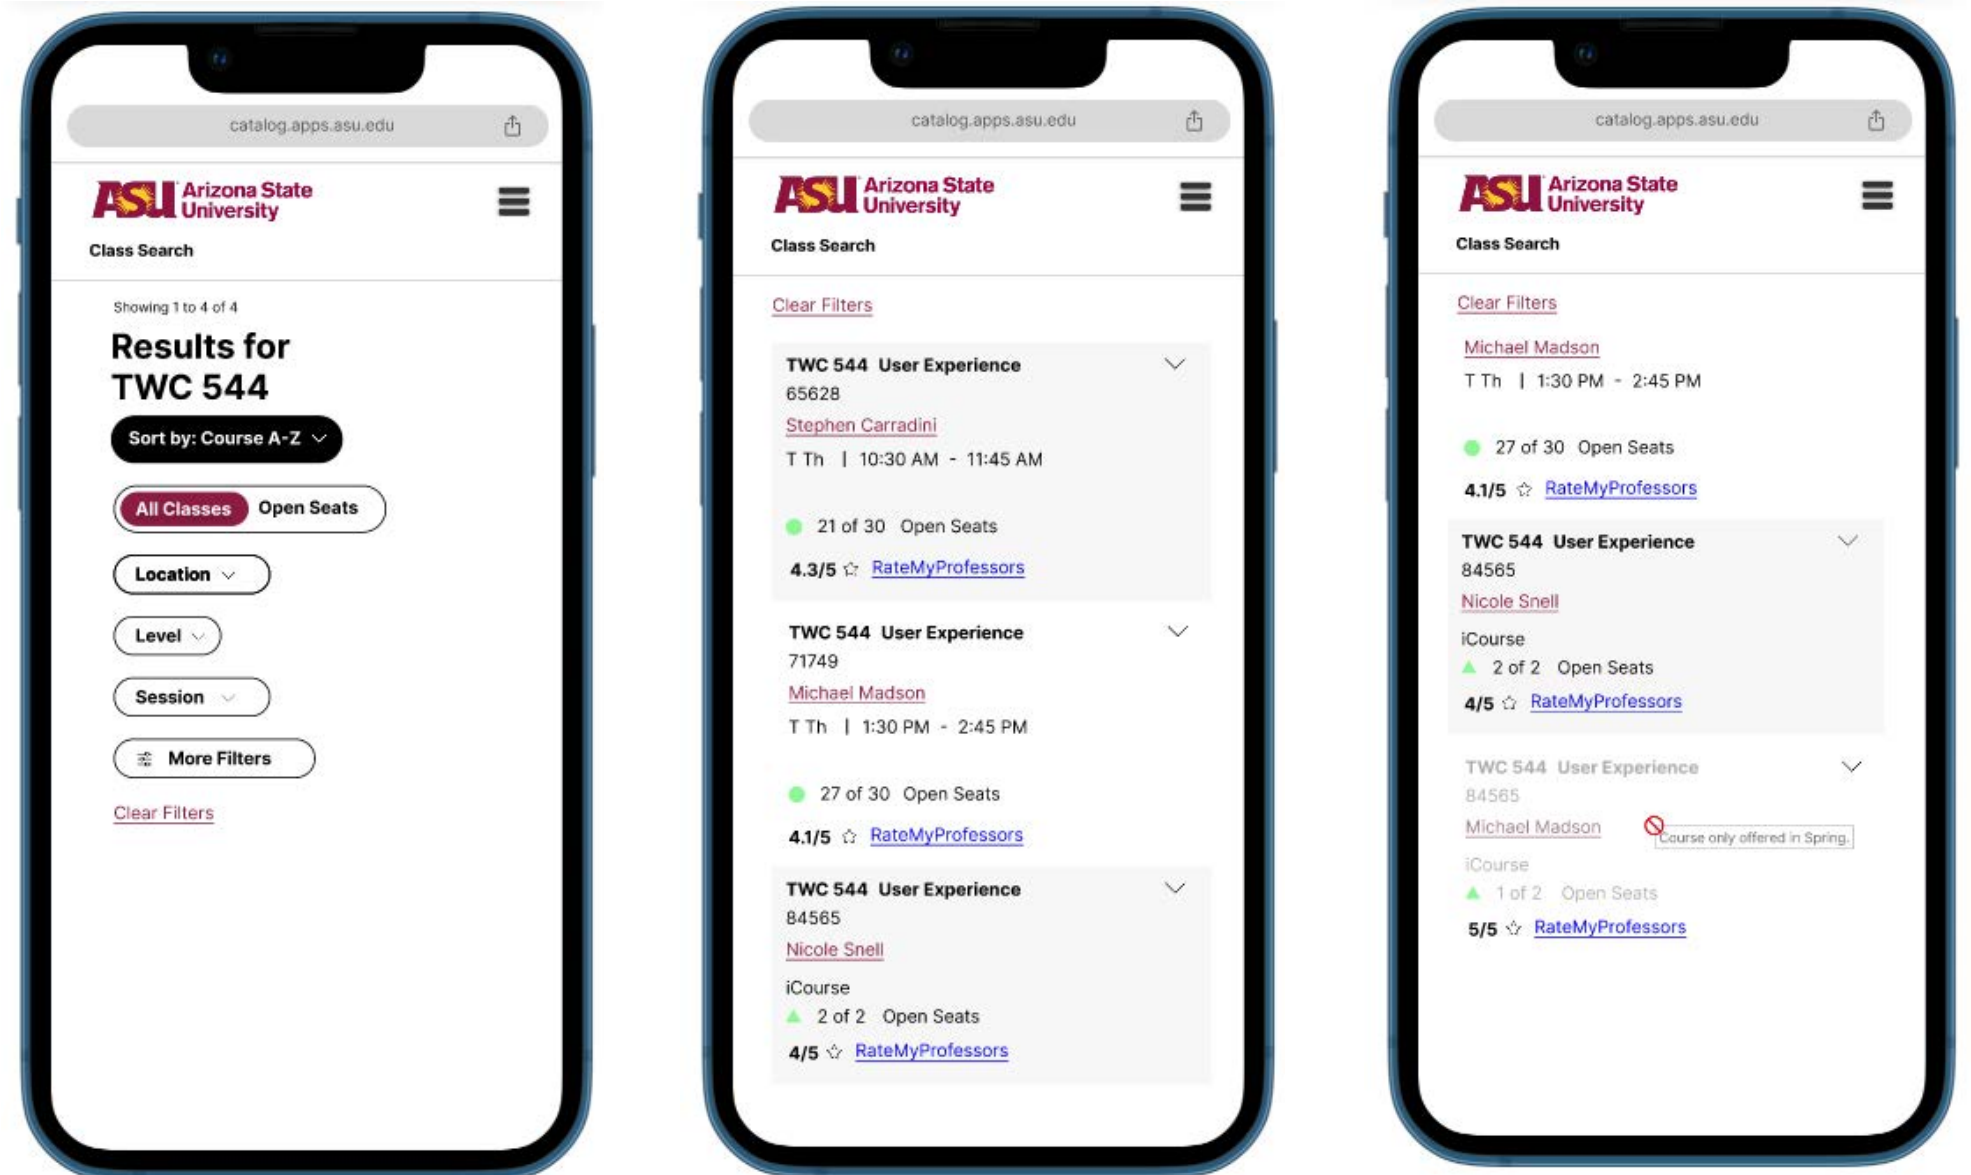 catalog.apps.asu.edu
ASU Arizona State
University
Class Search
Showing 1 to 4 of 4
Results for
TWC 544
Sort by: Course A-Z
All Classes Open Seats
Location
Level
Session
More Filters
Clear Filters
catalog.apps.asu.edu
ASU Arizona State
University
Class Search
Clear Filters
TWC 544 User Experience
65628
Stephen Carradini
T Th | 10:30 AM - 11:45 AM
21 of 30 Open Seats
4.3/5 RateMyProfessors
TWC 544 User Experience
71749
Michael Madson
T Th | 1:30 PM - 2:45 PM
27 of 30 Open Seats
4.1/5 RateMyProfessors
TWC 544 User Experience
84565
Nicole Snell
iCourse
2 of 2 Open Seats
4/5 RateMyProfessors
catalog.apps.asu.edu
ASU Arizona State
University
Class Search
Clear Filters
Michael Madson
T Th | 1:30 PM - 2:45 PM
27 of 30 Open Seats
4.1/5 RateMyProfessors
TWC 544 User Experience
84565
Nicole Snell
iCourse
2 of 2 Open Seats
4/5 RateMyProfessors
TWC 544 User Experience
84565
Michael Madson
Course only offered in Spring.
iCourse
1 of 2 Open Seats
5/5 RateMyProfessors